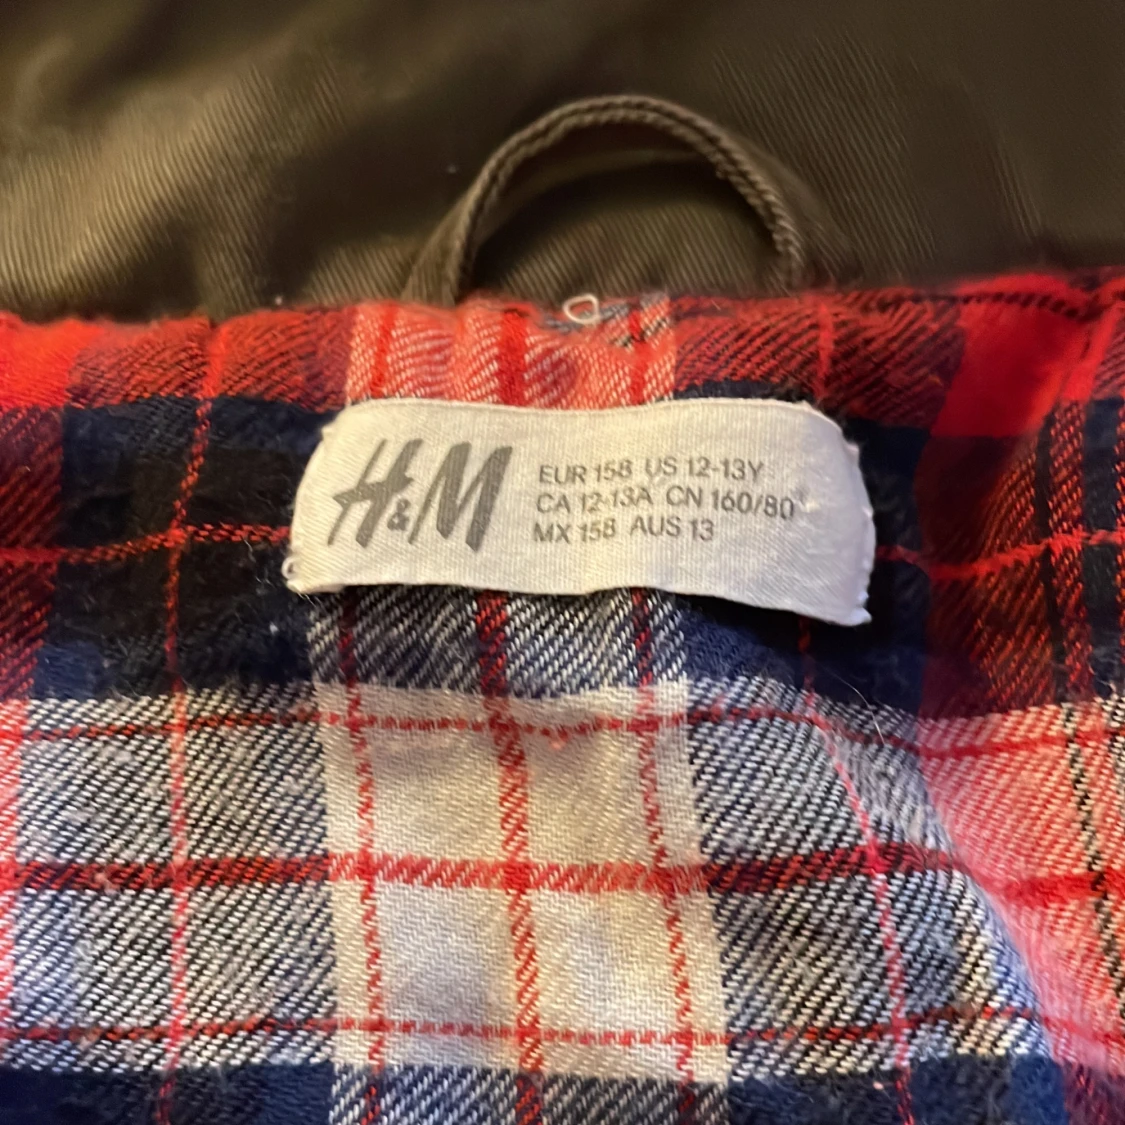 H&M
EUR 158 US 12-13Y
CA 12-13A CN 160/80
MX 158 AUS 13